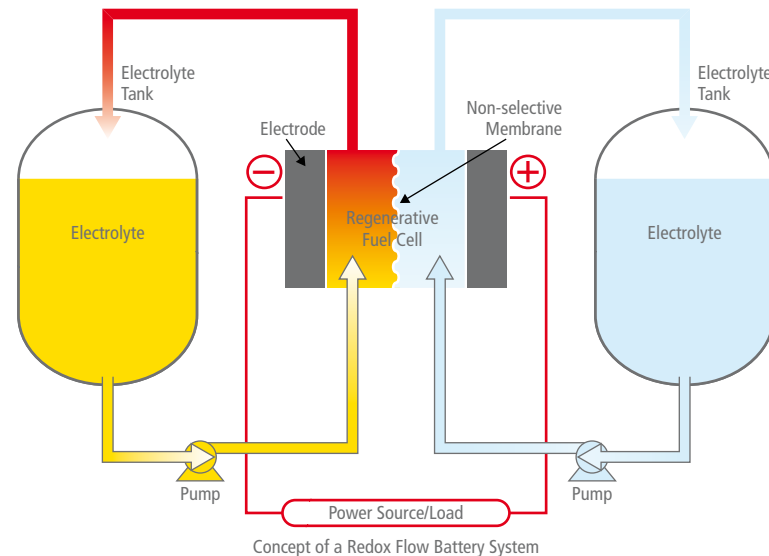 Electrolyte
Tank
Electrode
Non-selective
Membrane
Electrolyte
Tank
−
+
Electrolyte
Regenerative
Fuel Cell
Electrolyte
Pump
Pump
Power Source/Load
Concept of a Redox Flow Battery System